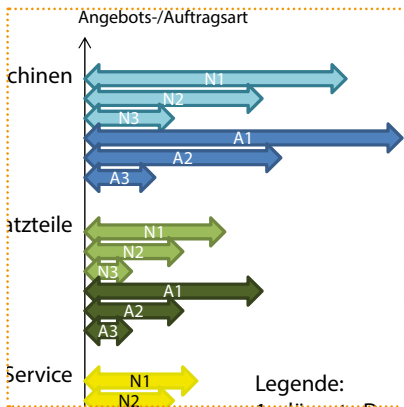 Angebots-/Auftragsart
chinen
N1
N2
N3
A1
A2
A3
atzteile
N1
N2
N3
A1
A2
A3
Service
N1
N2
Legende: